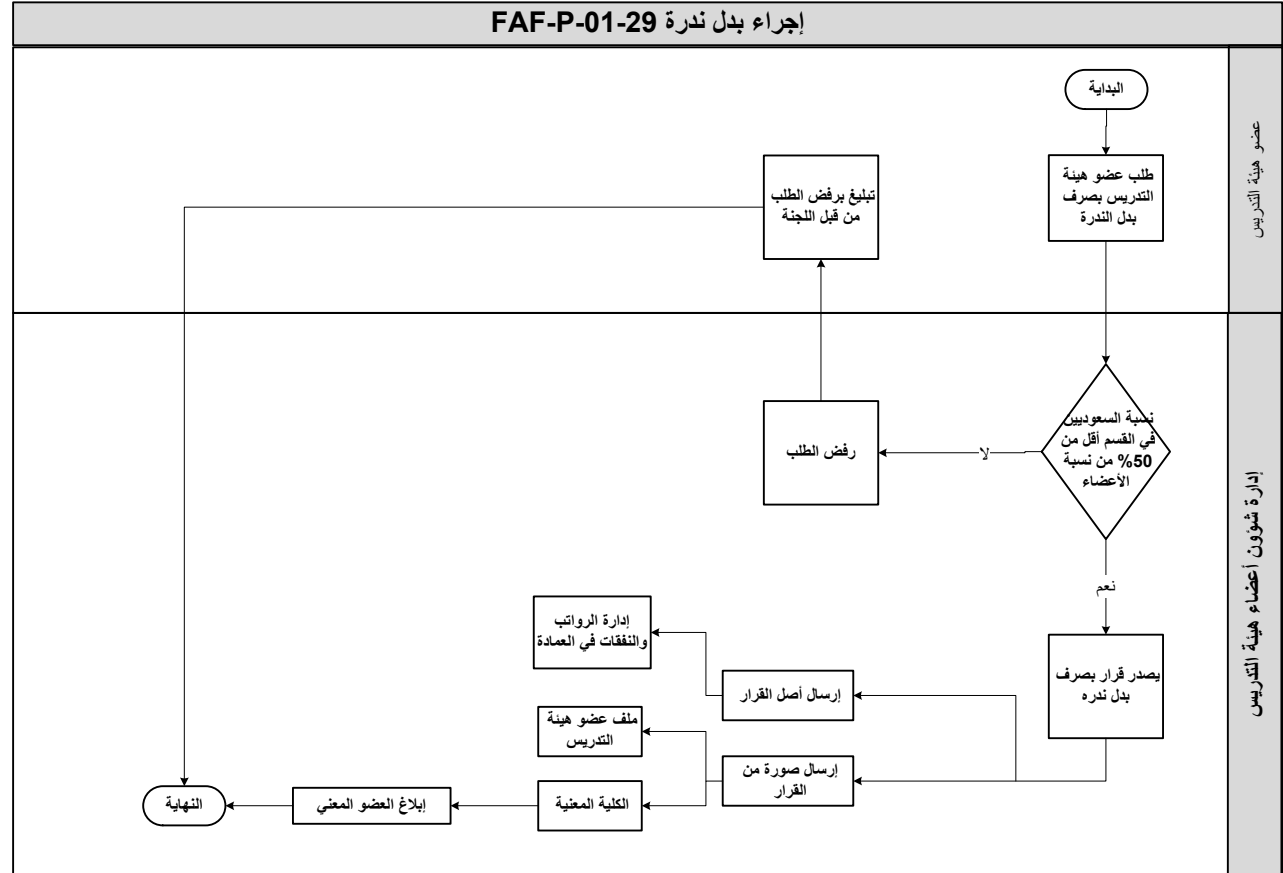 إجراء بدل ندرة FAF-P-01-29
عضو هيئة التدريس
البداية
طلب عضو هيئة
التدريس بصرف
بدل الندرة
تبليغ برفض الطلب
من قبل اللجنة
إدارة شؤون أعضاء هيئة التدريس
نسبة السعوديين
في القسم أقل من
50% من نسبة
الأعضاء
لا
رفض الطلب
نعم
يصدر قرار بصرف
بدل ندره
إرسال أصل القرار
إدارة الرواتب
والنفقات في العمادة
إرسال صورة من
القرار
ملف عضو هيئة
التدريس
الكلية المعنية
إبلاغ العضو المعني
النهاية